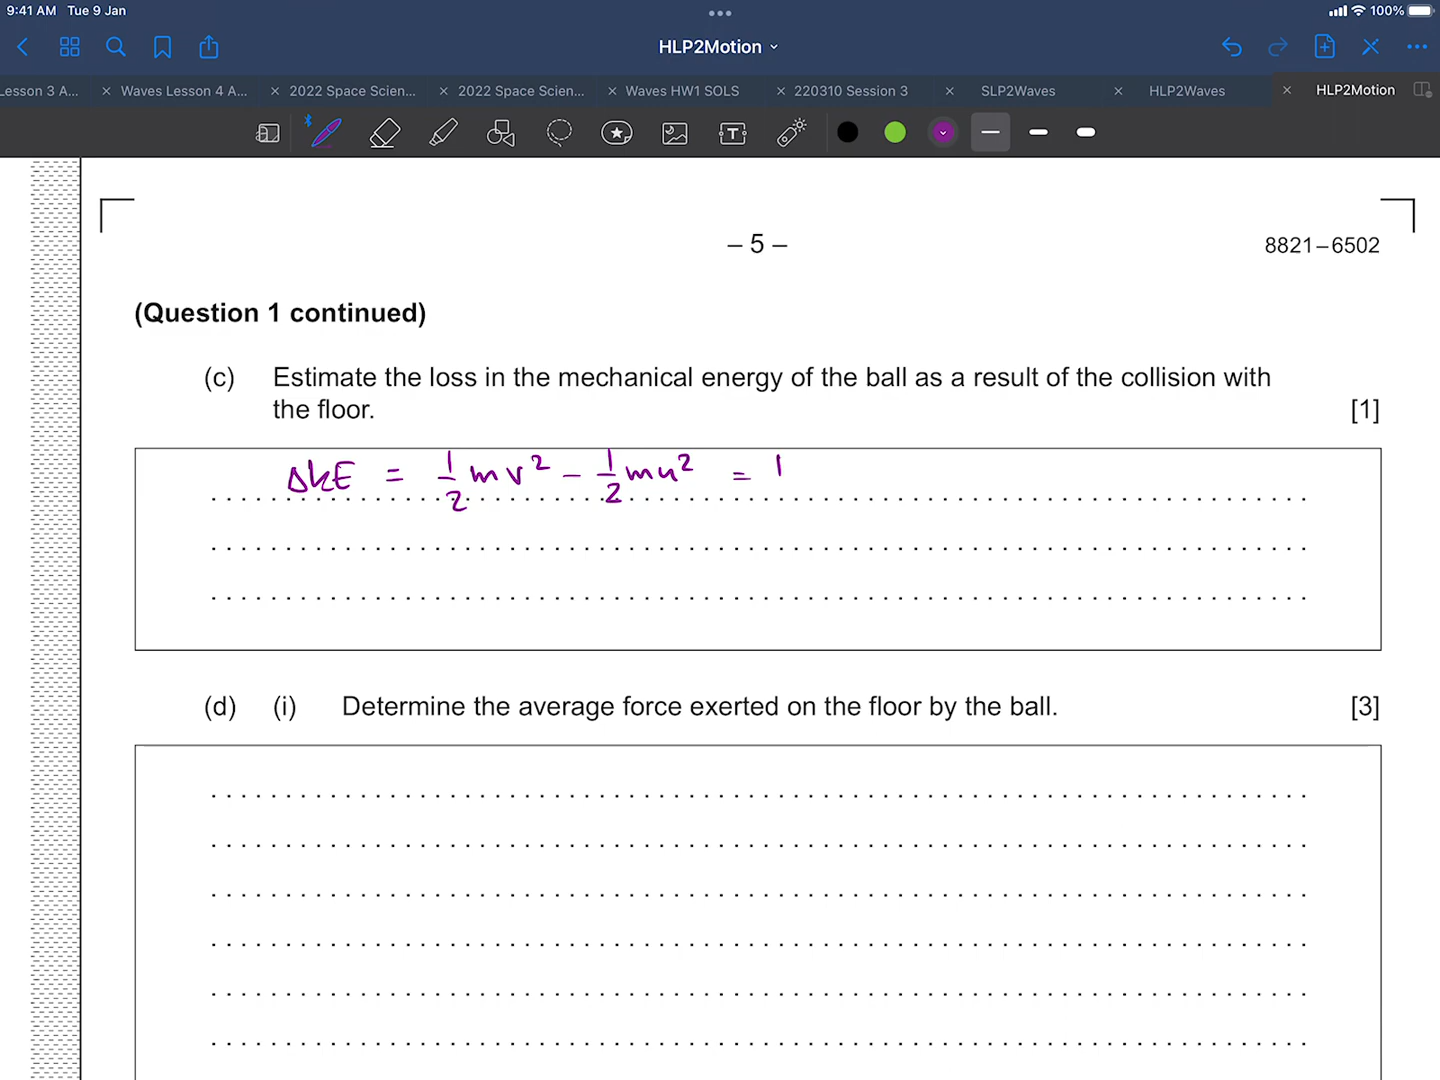 9:41 AM Tue 9 Jan 100%
HLP2Motion
Lesson 3 A... Waves Lesson 4 A... 2022 Space Scien... 2022 Space Scien... Waves HW1 SOLS 220310 Session 3 SLP2Waves HLP2Waves HLP2Motion
– 5 –
8821–6502
(Question 1 continued)
(c) Estimate the loss in the mechanical energy of the ball as a result of the collision with
the floor. [1]
ΔKE = 1/2 mv² – 1/2 mu² = 1
(d) (i) Determine the average force exerted on the floor by the ball. [3]